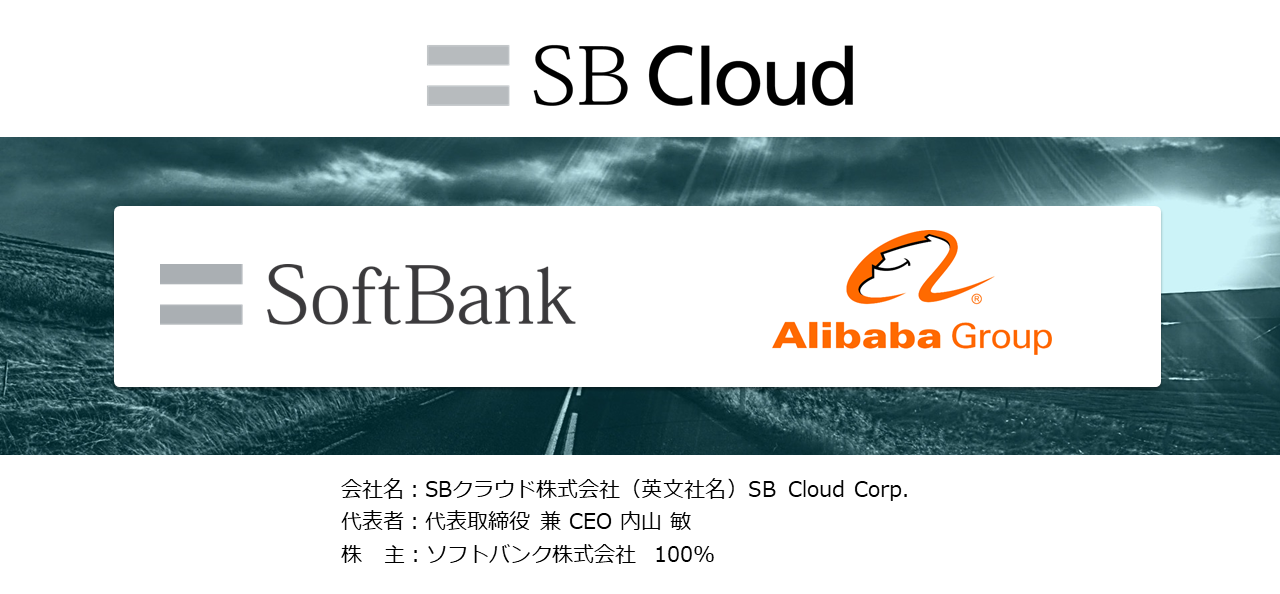 SB Cloud
SoftBank
Alibaba Group
会社名：SBクラウド株式会社（英文社名）SB Cloud Corp.
代表者：代表取締役 兼 CEO 内山 敏
株　主：ソフトバンク株式会社 100%